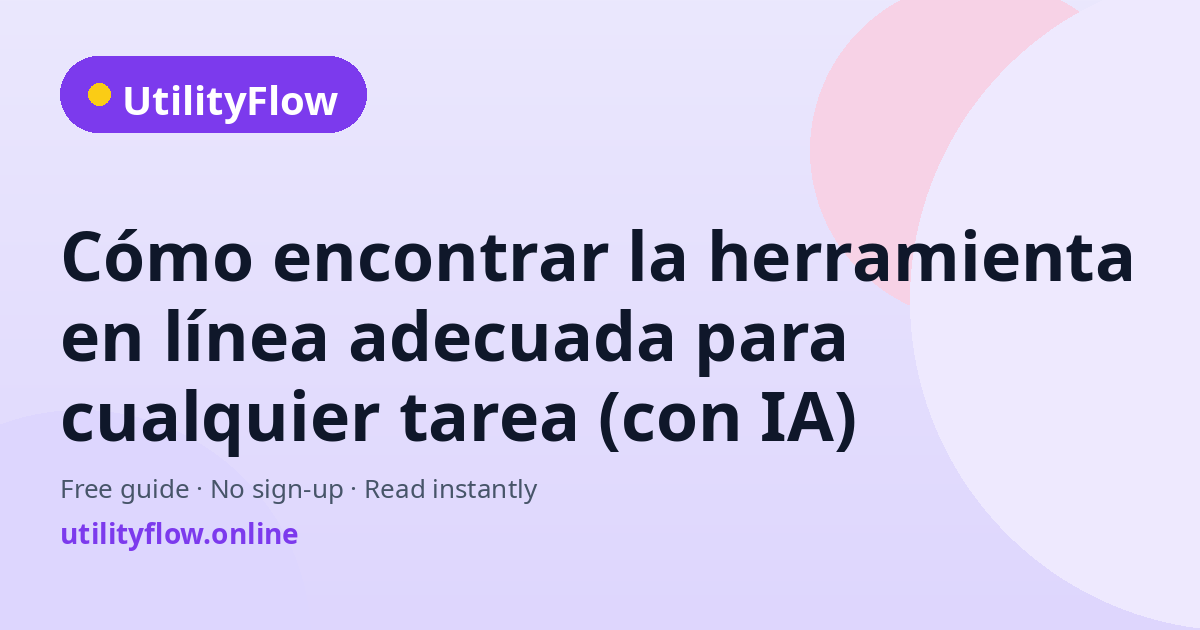 UtilityFlow
Cómo encontrar la herramienta
en línea adecuada para
cualquier tarea (con IA)
Free guide · No sign-up · Read instantly
utilityflow.online